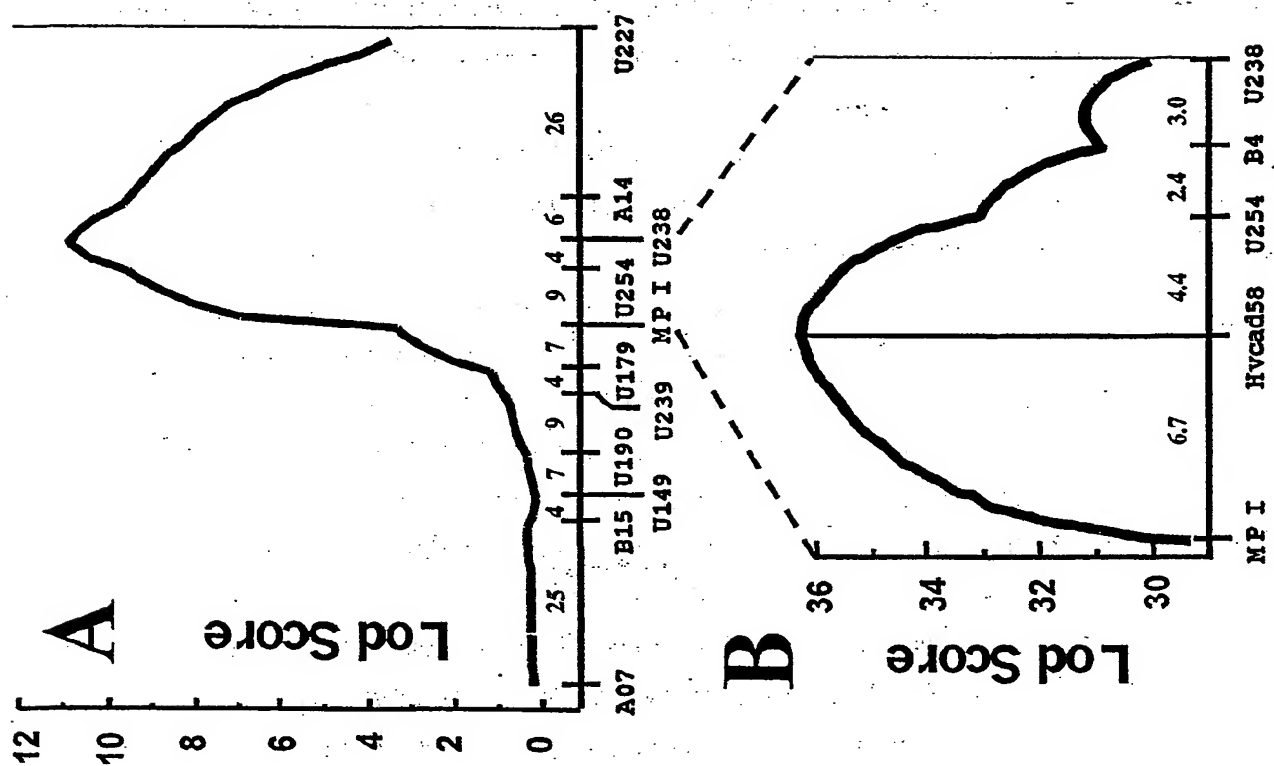 A
Lod Score
12
10
8
6
4
2
0
25 4 7 9 4 7 9 4 6 26
A07 B15 U190 U179 U254 A14 U227
U149 U239 MPI U238
B
Lod Score
36
34
32
30
6.7 4.4 2.4 3.0
MPI Hvcad58 U254 B4 U238